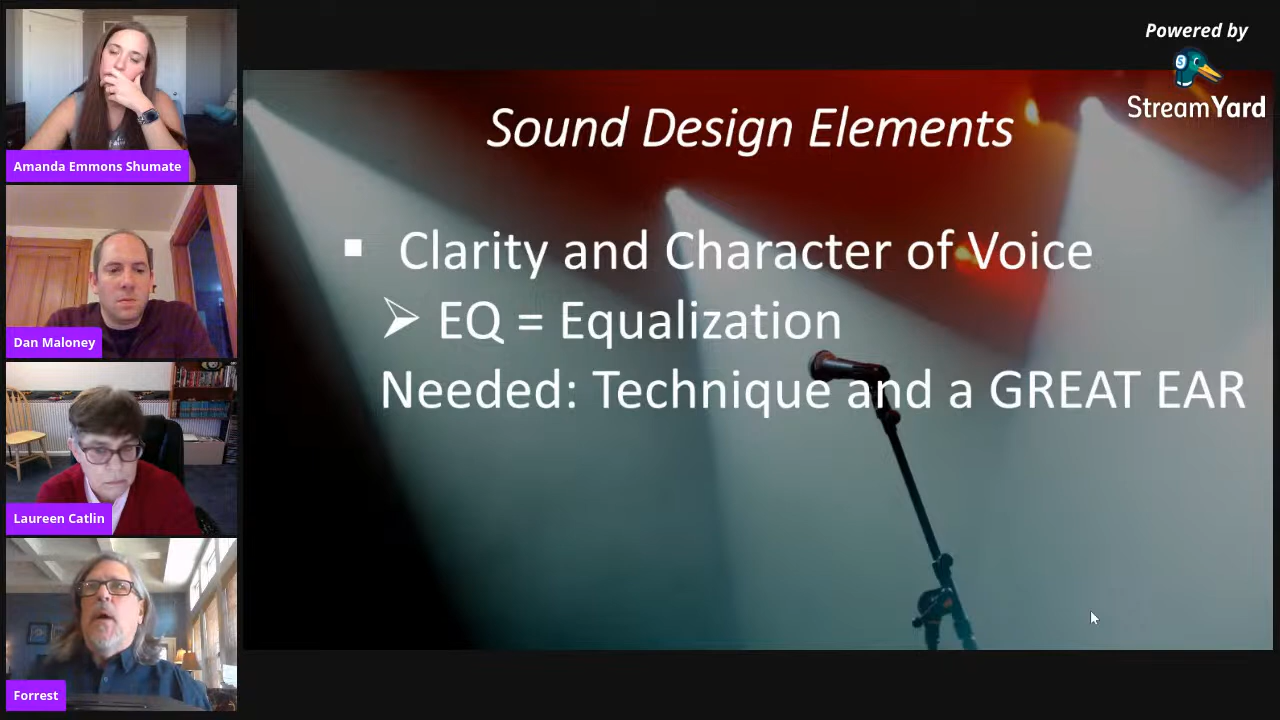 Powered by
StreamYard
Sound Design Elements
Clarity and Character of Voice
EQ = Equalization
Needed: Technique and a GREAT EAR
Amanda Emmons Shumate
Dan Maloney
Laureen Catlin
Forrest